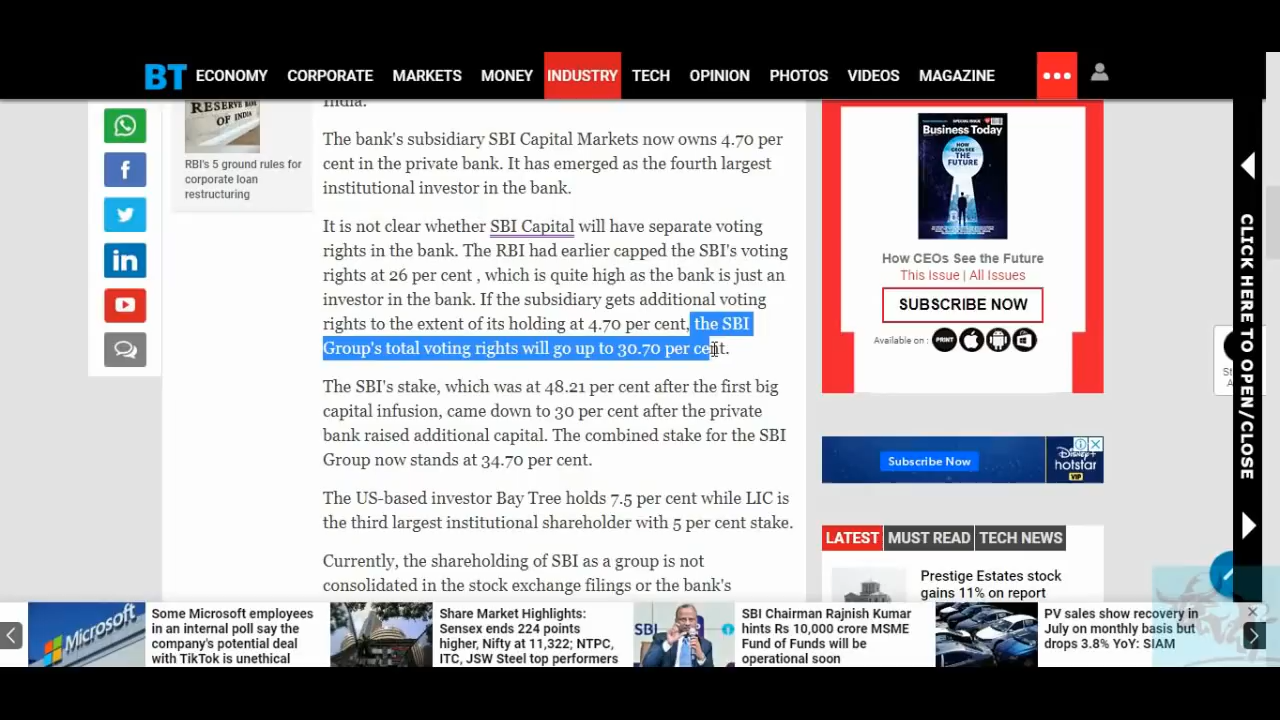 BT ECONOMY CORPORATE MARKETS MONEY INDUSTRY TECH OPINION PHOTOS VIDEOS MAGAZINE
RESERVE BANK
OF INDIA
RBI's 5 ground rules for
corporate loan
restructuring
India.
The bank's subsidiary SBI Capital Markets now owns 4.70 per
cent in the private bank. It has emerged as the fourth largest
institutional investor in the bank.
It is not clear whether SBI Capital will have separate voting
rights in the bank. The RBI had earlier capped the SBI's voting
rights at 26 per cent , which is quite high as the bank is just an
investor in the bank. If the subsidiary gets additional voting
rights to the extent of its holding at 4.70 per cent, the SBI
Group's total voting rights will go up to 30.70 per cent.
The SBI's stake, which was at 48.21 per cent after the first big
capital infusion, came down to 30 per cent after the private
bank raised additional capital. The combined stake for the SBI
Group now stands at 34.70 per cent.
The US-based investor Bay Tree holds 7.5 per cent while LIC is
the third largest institutional shareholder with 5 per cent stake.
Currently, the shareholding of SBI as a group is not
consolidated in the stock exchange filings or the bank's
Business Today
HOW
CEOs SEE
THE
FUTURE
How CEOs See the Future
This Issue | All Issues
SUBSCRIBE NOW
Available on :
PRINT
Subscribe Now
Disney+
hotstar
VIP
LATEST MUST READ TECH NEWS
Prestige Estates stock
gains 11% on report
CLICK HERE TO OPEN/CLOSE
Microsoft
Some Microsoft employees
in an internal poll say the
company's potential deal
with TikTok is unethical
Share Market Highlights:
Sensex ends 224 points
higher, Nifty at 11,322; NTPC,
ITC, JSW Steel top performers
SBI
SBI Chairman Rajnish Kumar
hints Rs 10,000 crore MSME
Fund of Funds will be
operational soon
PV sales show recovery in
July on monthly basis but
drops 3.8% YoY: SIAM